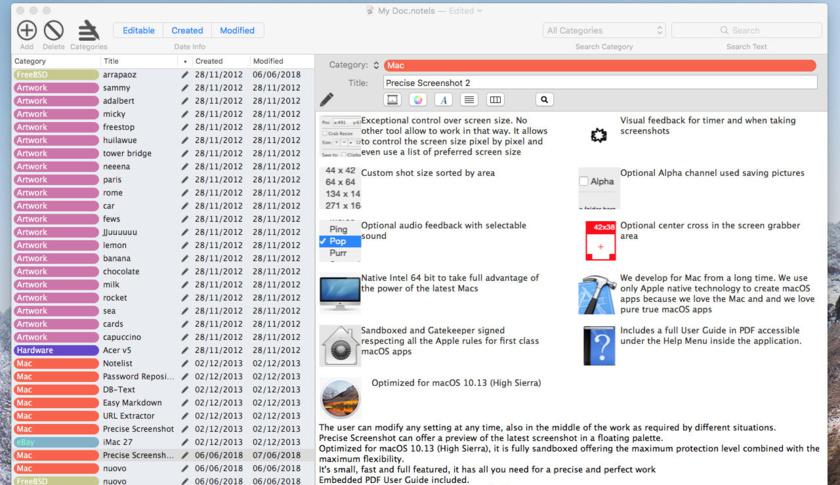 My Doc.notels — Edited
Add Delete Categories
Editable Created Modified
Date Info
All Categories
Search Category
Search
Search Text
Category Title Created Modified
FreeBSD arrapaoz 28/11/2012 06/06/2018
Artwork sammy 28/11/2012 28/11/2012
Artwork adalbert 28/11/2012 28/11/2012
Artwork micky 28/11/2012 28/11/2012
Artwork freestop 28/11/2012 28/11/2012
Artwork huilawue 28/11/2012 28/11/2012
Artwork tower bridge 28/11/2012 28/11/2012
Artwork neeena 28/11/2012 28/11/2012
Artwork paris 28/11/2012 28/11/2012
Artwork rome 28/11/2012 28/11/2012
Artwork car 28/11/2012 28/11/2012
Artwork fews 28/11/2012 28/11/2012
Artwork JJuuuuuu 28/11/2012 28/11/2012
Artwork lemon 28/11/2012 28/11/2012
Artwork banana 28/11/2012 28/11/2012
Artwork chocolate 28/11/2012 28/11/2012
Artwork milk 28/11/2012 28/11/2012
Artwork rocket 28/11/2012 28/11/2012
Artwork sea 28/11/2012 28/11/2012
Artwork cards 28/11/2012 28/11/2012
Artwork capuccino 28/11/2012 28/11/2012
Hardware Acer v5 28/11/2012 28/11/2012
Mac Notelist 02/12/2013 02/12/2013
Mac Password Reposi... 02/12/2013 02/12/2013
Mac DB-Text 02/12/2013 02/12/2013
Mac Easy Markdown 02/12/2013 02/12/2013
Mac URL Extractor 02/12/2013 02/12/2013
Mac Precise Screenshot 02/12/2013 02/12/2013
eBay iMac 27 02/12/2013 02/12/2013
Mac Precise Screensh... 06/06/2018 07/06/2018
Mac nuovo 06/06/2018 06/06/2018
FreeBSD nuovo 06/06/2018 06/06/2018
Category: Mac
Title: Precise Screenshot 2
Exceptional control over screen size. No
other tool allow to work in that way. It allows
to control the screen size pixel by pixel and
even use a list of preferred screen size
Visual feedback for timer and when taking
screenshots
44 x 42
64 x 64
134 x 14
271 x 16
Custom shot size sorted by area
Alpha
Optional Alpha channel used saving pictures
Ping
Pop
Purr
Optional audio feedback with selectable
sound
42x38
Optional center cross in the screen grabber
area
Native Intel 64 bit to take full advantage of
the power of the latest Macs
We develop for Mac from a long time. We use
only Apple native technology to create macOS
apps because we love the Mac and and we love
pure true macOS apps
Sandboxed and Gatekeeper signed
respecting all the Apple rules for first class
macOS apps
?
Includes a full User Guide in PDF accessible
under the Help Menu inside the application.
Optimized for macOS 10.13 (High Sierra)
The user can modify any setting at any time, also in the middle of the work as required by different situations.
Precise Screenshot can offer a preview of the latest screenshot in a floating palette.
Optimized for macOS 10.13 (High Sierra), it is fully sandboxed offering the maximum protection level combined with the
maximum flexibility.
It's small, fast and full featured, it has all you need for a precise and perfect work
Embedded PDF User Guide included.